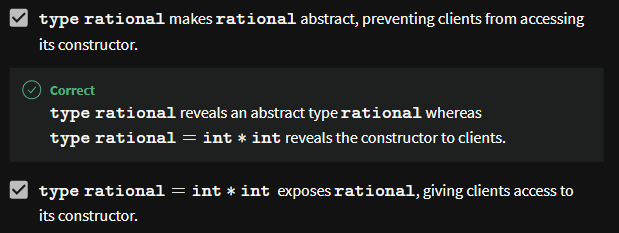 type rational makes rational abstract, preventing clients from accessing
its constructor.
Correct
type rational reveals an abstract type rational whereas
type rational = int * int reveals the constructor to clients.
type rational = int * int exposes rational, giving clients access to
its constructor.